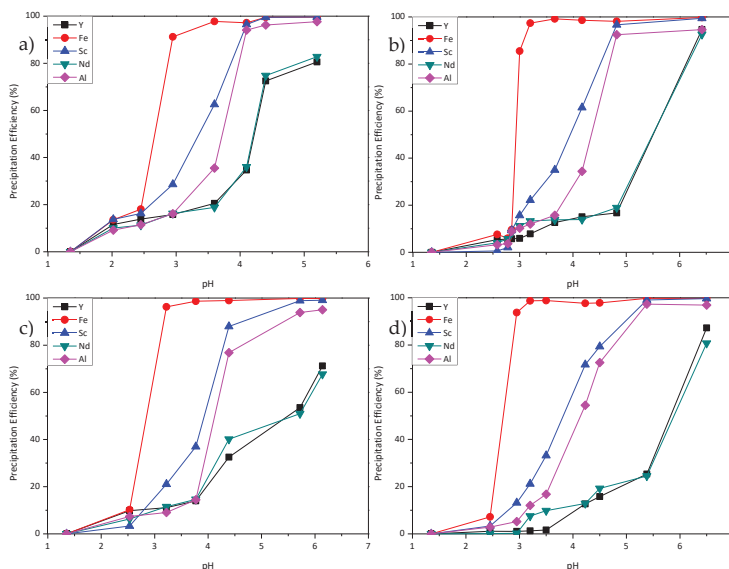 a)
Y
Fe
Sc
Nd
Al
Precipitation Efficiency (%)
100
80
60
40
20
0
1 2 3 4 5 6
pH
b)
Y
Fe
Sc
Nd
Al
Precipitation Efficiency (%)
100
80
60
40
20
0
1 2 3 4 5 6 7
pH
c)
Y
Fe
Sc
Nd
Al
Precipitation Efficiency (%)
100
80
60
40
20
0
1 2 3 4 5 6 7
pH
d)
Y
Fe
Sc
Nd
Al
Precipitation Efficiency (%)
100
80
60
40
20
0
1 2 3 4 5 6 7
pH